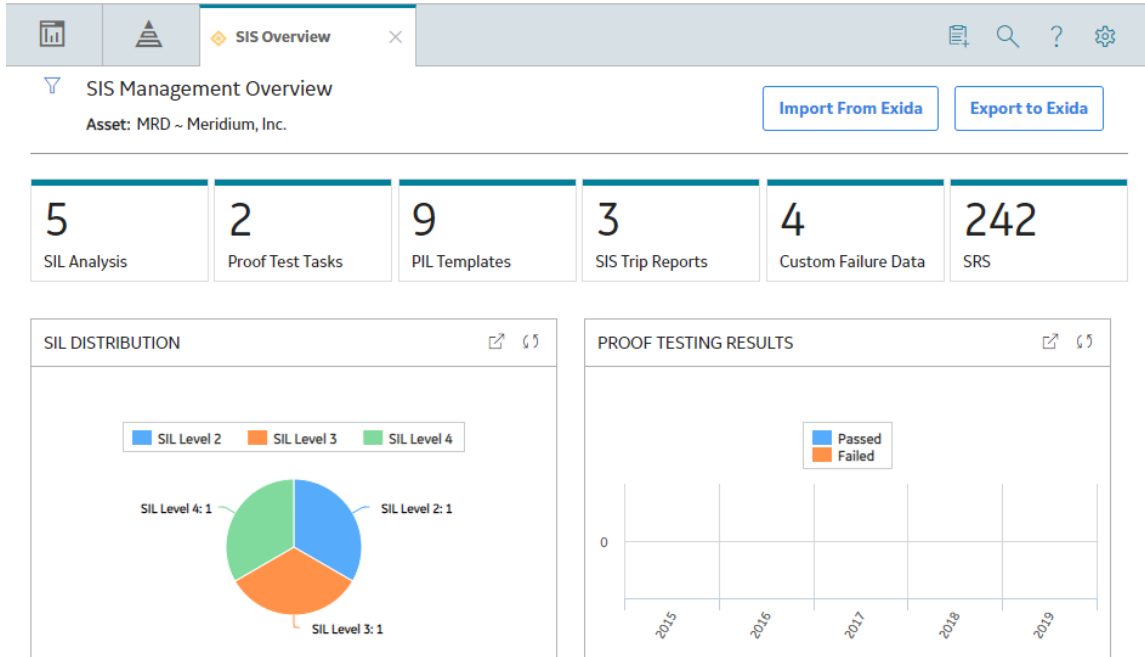 SIS Overview
?
SIS Management Overview
Asset: MRD ~ Meridium, Inc.
Import From Exida
Export to Exida
5
SIL Analysis
2
Proof Test Tasks
9
PIL Templates
3
SIS Trip Reports
4
Custom Failure Data
242
SRS
SIL DISTRIBUTION
SIL Level 2 SIL Level 3 SIL Level 4
SIL Level 4: 1
SIL Level 2: 1
SIL Level 3: 1
PROOF TESTING RESULTS
Passed
Failed
0
2015 2016 2017 2018 2019